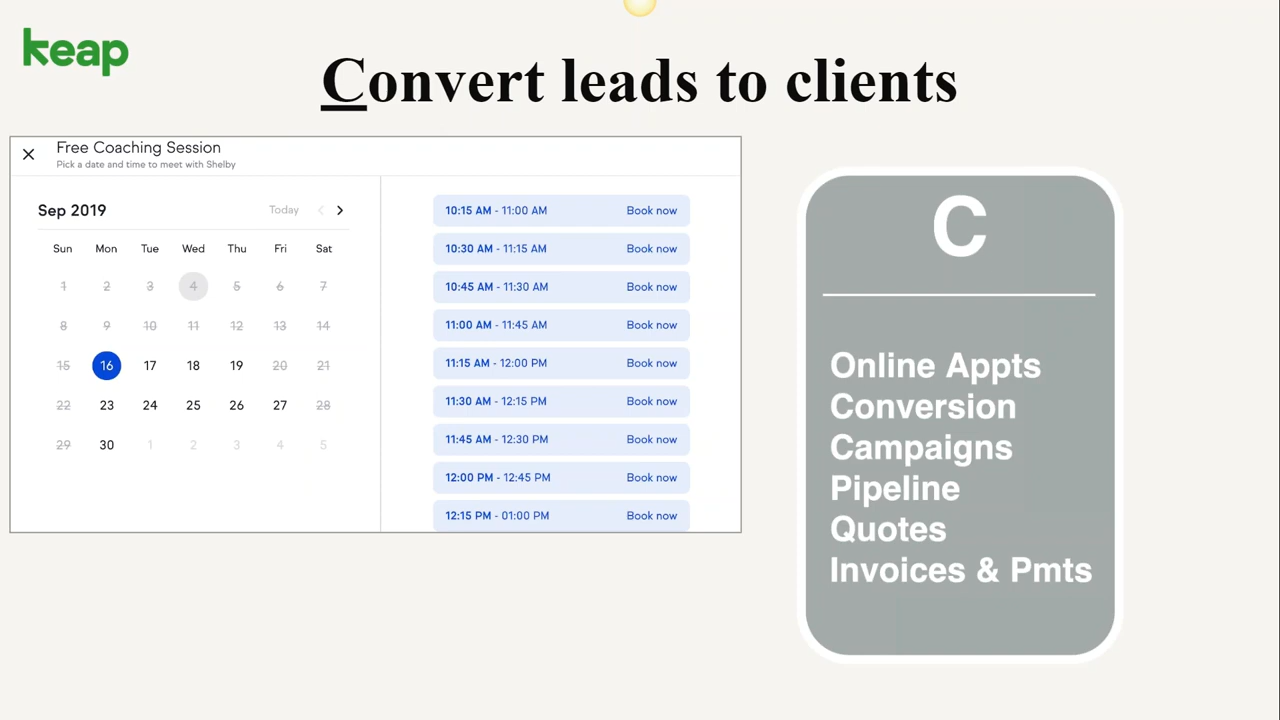 keap
Convert leads to clients
Free Coaching Session
Pick a date and time to meet with Shelby
Sep 2019
Today
Sun Mon Tue Wed Thu Fri Sat
1 2 3 4 5 6 7
8 9 10 11 12 13 14
15 16 17 18 19 20 21
22 23 24 25 26 27 28
29 30 1 2 3 4 5
10:15 AM - 11:00 AM Book now
10:30 AM - 11:15 AM Book now
10:45 AM - 11:30 AM Book now
11:00 AM - 11:45 AM Book now
11:15 AM - 12:00 PM Book now
11:30 AM - 12:15 PM Book now
11:45 AM - 12:30 PM Book now
12:00 PM - 12:45 PM Book now
12:15 PM - 01:00 PM Book now
C
Online Appts
Conversion
Campaigns
Pipeline
Quotes
Invoices & Pmts